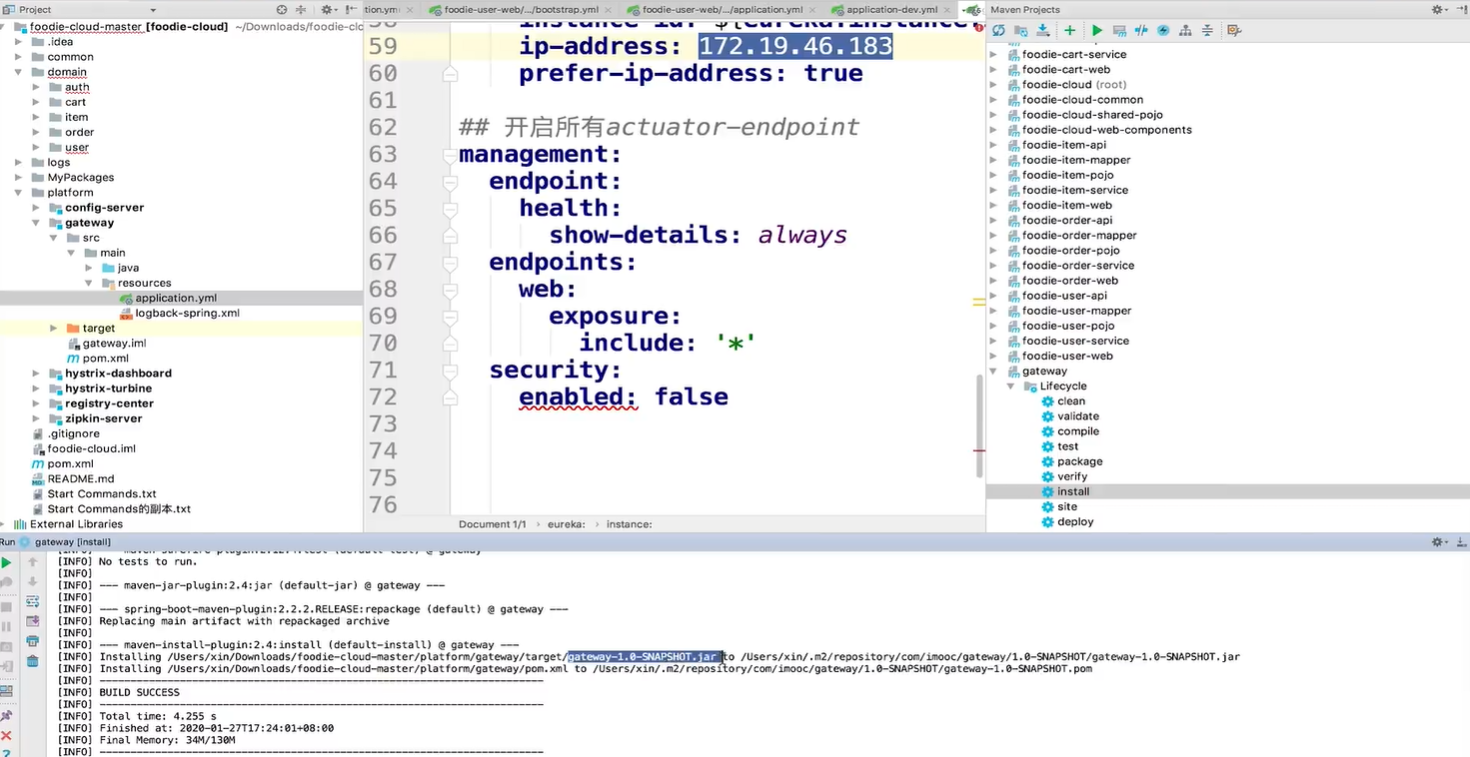 Project
foodie-cloud-master [foodie-cloud] ~/Downloads/foodie-clo
.idea
common
domain
auth
cart
item
order
user
logs
MyPackages
platform
config-server
gateway
src
main
java
resources
application.yml
logback-spring.xml
target
gateway.iml
pom.xml
hystrix-dashboard
hystrix-turbine
registry-center
zipkin-server
.gitignore
foodie-cloud.iml
pom.xml
README.md
Start Commands.txt
Start Commands的副本.txt
External Libraries
tion.yml
foodie-user-web/.../bootstrap.yml
foodie-user-web/.../application.yml
application-dev.yml
58 instance-id: ${eureka.instance.
59 ip-address: 172.19.46.183
60 prefer-ip-address: true
61
62 ## 开启所有actuator-endpoint
63 management:
64 endpoint:
65 health:
66 show-details: always
67 endpoints:
68 web:
69 exposure:
70 include: '*'
71 security:
72 enabled: false
73
74
75
76
Document 1/1 › eureka: › instance:
Maven Projects
foodie-cart-service
foodie-cart-web
foodie-cloud (root)
foodie-cloud-common
foodie-cloud-shared-pojo
foodie-cloud-web-components
foodie-item-api
foodie-item-mapper
foodie-item-pojo
foodie-item-service
foodie-item-web
foodie-order-api
foodie-order-mapper
foodie-order-pojo
foodie-order-service
foodie-order-web
foodie-user-api
foodie-user-mapper
foodie-user-pojo
foodie-user-service
foodie-user-web
gateway
Lifecycle
clean
validate
compile
test
package
verify
install
site
deploy
Run gateway [install]
[INFO] --- maven-surefire-plugin:2.12.4:test (default-test) @ gateway ---
[INFO] No tests to run.
[INFO]
[INFO] --- maven-jar-plugin:2.4:jar (default-jar) @ gateway ---
[INFO]
[INFO] --- spring-boot-maven-plugin:2.2.2.RELEASE:repackage (default) @ gateway ---
[INFO] Replacing main artifact with repackaged archive
[INFO]
[INFO] --- maven-install-plugin:2.4:install (default-install) @ gateway ---
[INFO] Installing /Users/xin/Downloads/foodie-cloud-master/platform/gateway/target/gateway-1.0-SNAPSHOT.jar to /Users/xin/.m2/repository/com/imooc/gateway/1.0-SNAPSHOT/gateway-1.0-SNAPSHOT.jar
[INFO] Installing /Users/xin/Downloads/foodie-cloud-master/platform/gateway/pom.xml to /Users/xin/.m2/repository/com/imooc/gateway/1.0-SNAPSHOT/gateway-1.0-SNAPSHOT.pom
[INFO] ------------------------------------------------------------------------
[INFO] BUILD SUCCESS
[INFO] ------------------------------------------------------------------------
[INFO] Total time: 4.255 s
[INFO] Finished at: 2020-01-27T17:24:01+08:00
[INFO] Final Memory: 34M/130M
[INFO] ------------------------------------------------------------------------